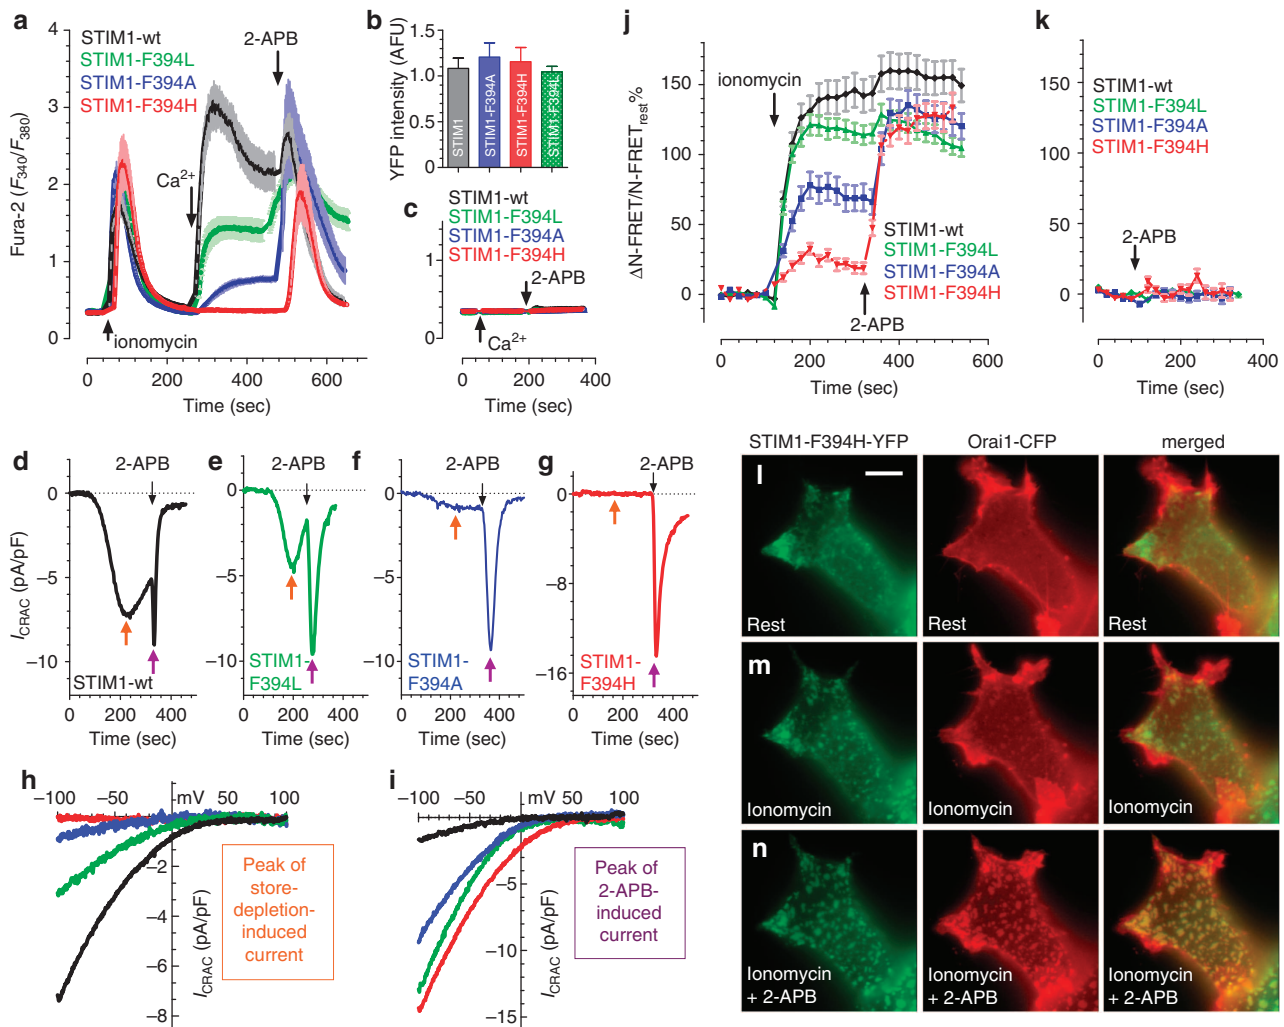 a
STIM1-wt
STIM1-F394L
STIM1-F394A
STIM1-F394H
2-APB
Ca²⁺
ionomycin
Fura-2 (F₃₄₀/F₃₈₀)
4
3
2
1
0
0 200 400 600
Time (sec)
b
YFP intensity (AFU)
1.5
1.0
0.5
0
STIM1
STIM1-F394A
STIM1-F394H
STIM1-F394L
c
STIM1-wt
STIM1-F394L
STIM1-F394A
STIM1-F394H
1
0
2-APB
Ca²⁺
0 200 400
Time (sec)
j
ΔN-FRET/N-FRETrest%
150
100
50
0
ionomycin
STIM1-wt
STIM1-F394L
STIM1-F394A
STIM1-F394H
2-APB
0 200 400 600
Time (sec)
k
150
100
50
0
STIM1-wt
STIM1-F394L
STIM1-F394A
STIM1-F394H
2-APB
0 200 400
Time (sec)
d
2-APB
I_CRAC (pA/pF)
0
−5
−10
STIM1-wt
0 200 400
Time (sec)
e
2-APB
0
−5
−10
STIM1-
F394L
0 200 400
Time (sec)
f
2-APB
0
−5
−10
STIM1-
F394A
0 200 400
Time (sec)
g
2-APB
0
−8
−16
STIM1-
F394H
0 200 400
Time (sec)
h
−100 −50 mV 50 100
−2
−4
−6
−8
I_CRAC (pA/pF)
Peak of
store-
depletion-
induced
current
i
−100 −50 mV 50 100
−5
−10
−15
I_CRAC (pA/pF)
Peak of
2-APB-
induced
current
STIM1-F394H-YFP Orai1-CFP merged
l
Rest Rest Rest
m
Ionomycin Ionomycin Ionomycin
n
Ionomycin
+ 2-APB
Ionomycin
+ 2-APB
Ionomycin
+ 2-APB